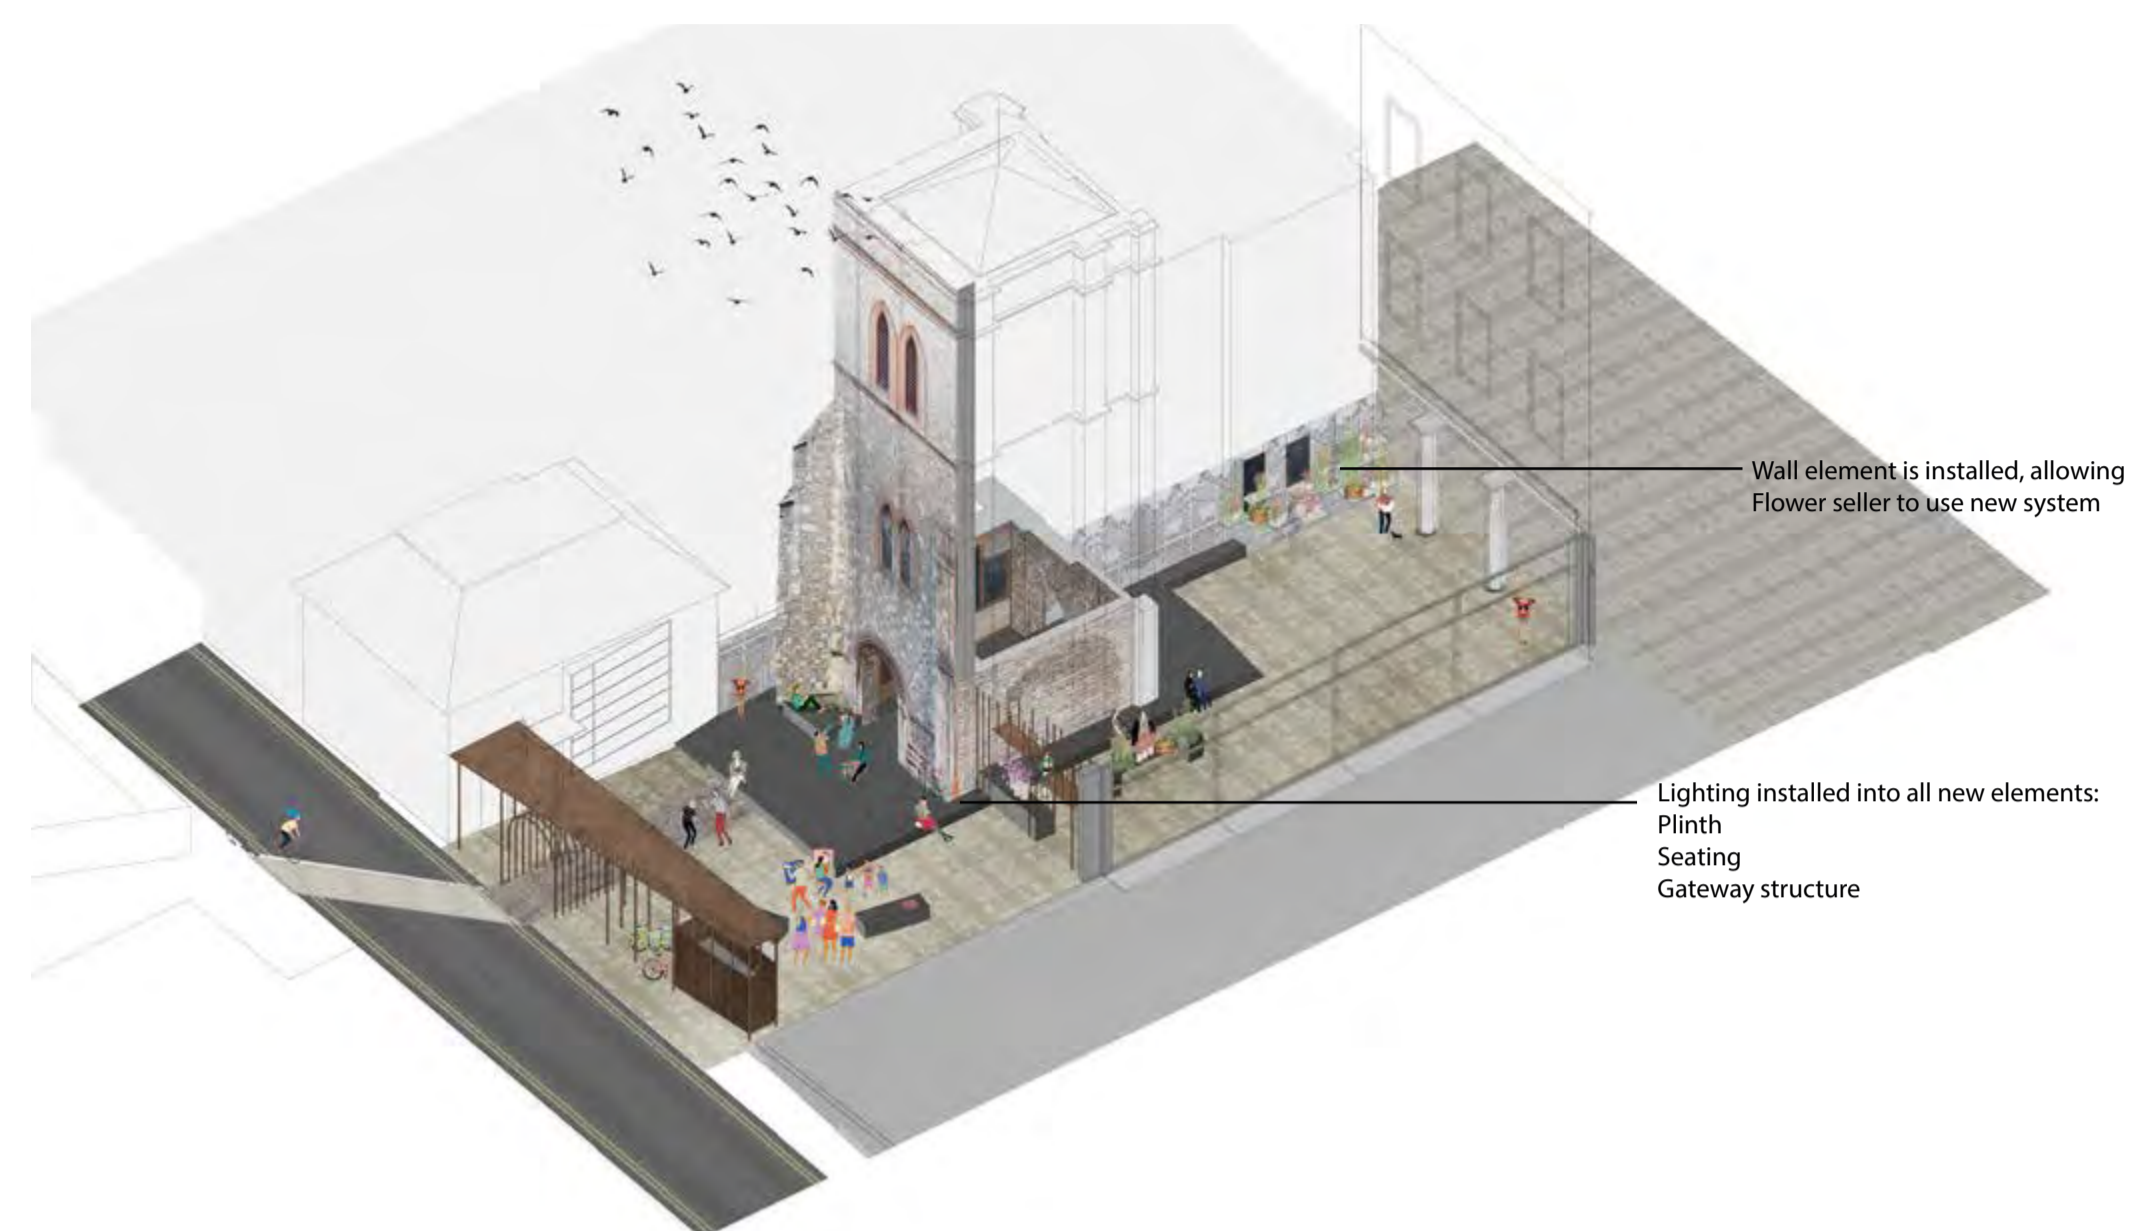 Wall element is installed, allowing
Flower seller to use new system
Lighting installed into all new elements:
Plinth
Seating
Gateway structure